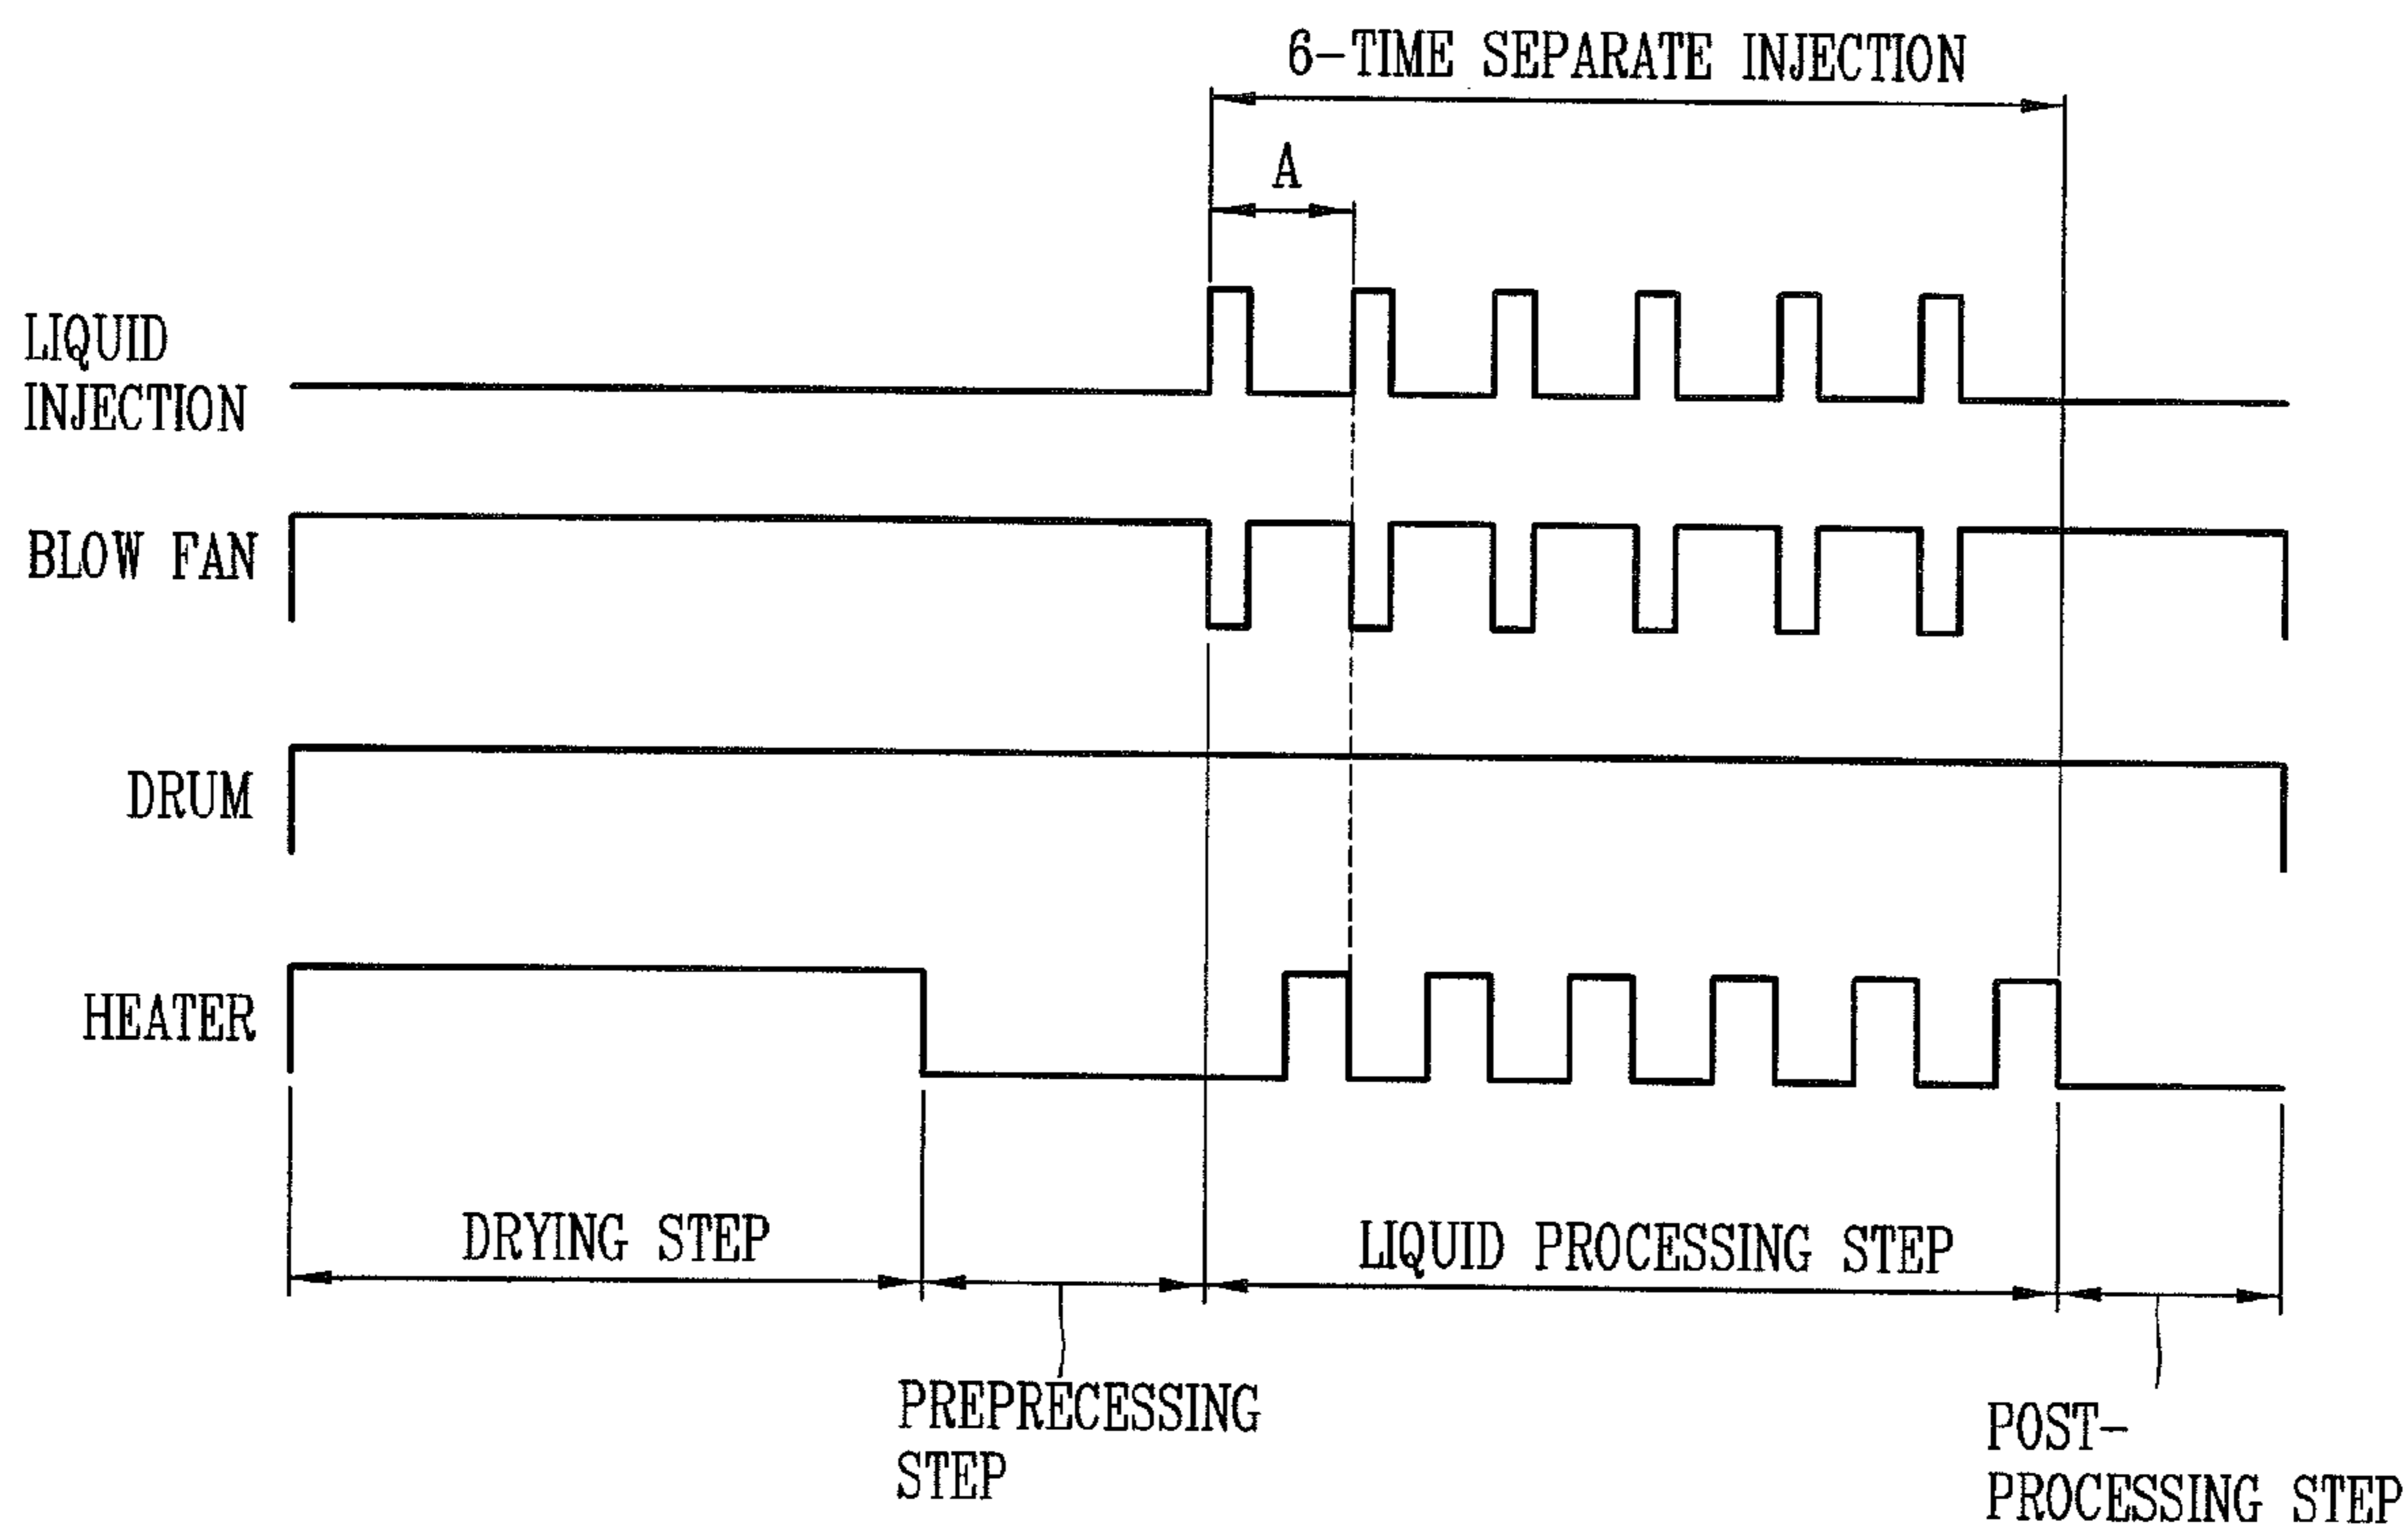 6-TIME SEPARATE INJECTION
A
LIQUID
INJECTION
BLOW FAN
DRUM
HEATER
DRYING STEP
LIQUID PROCESSING STEP
PREPRECESSING
STEP
POST-
PROCESSING STEP